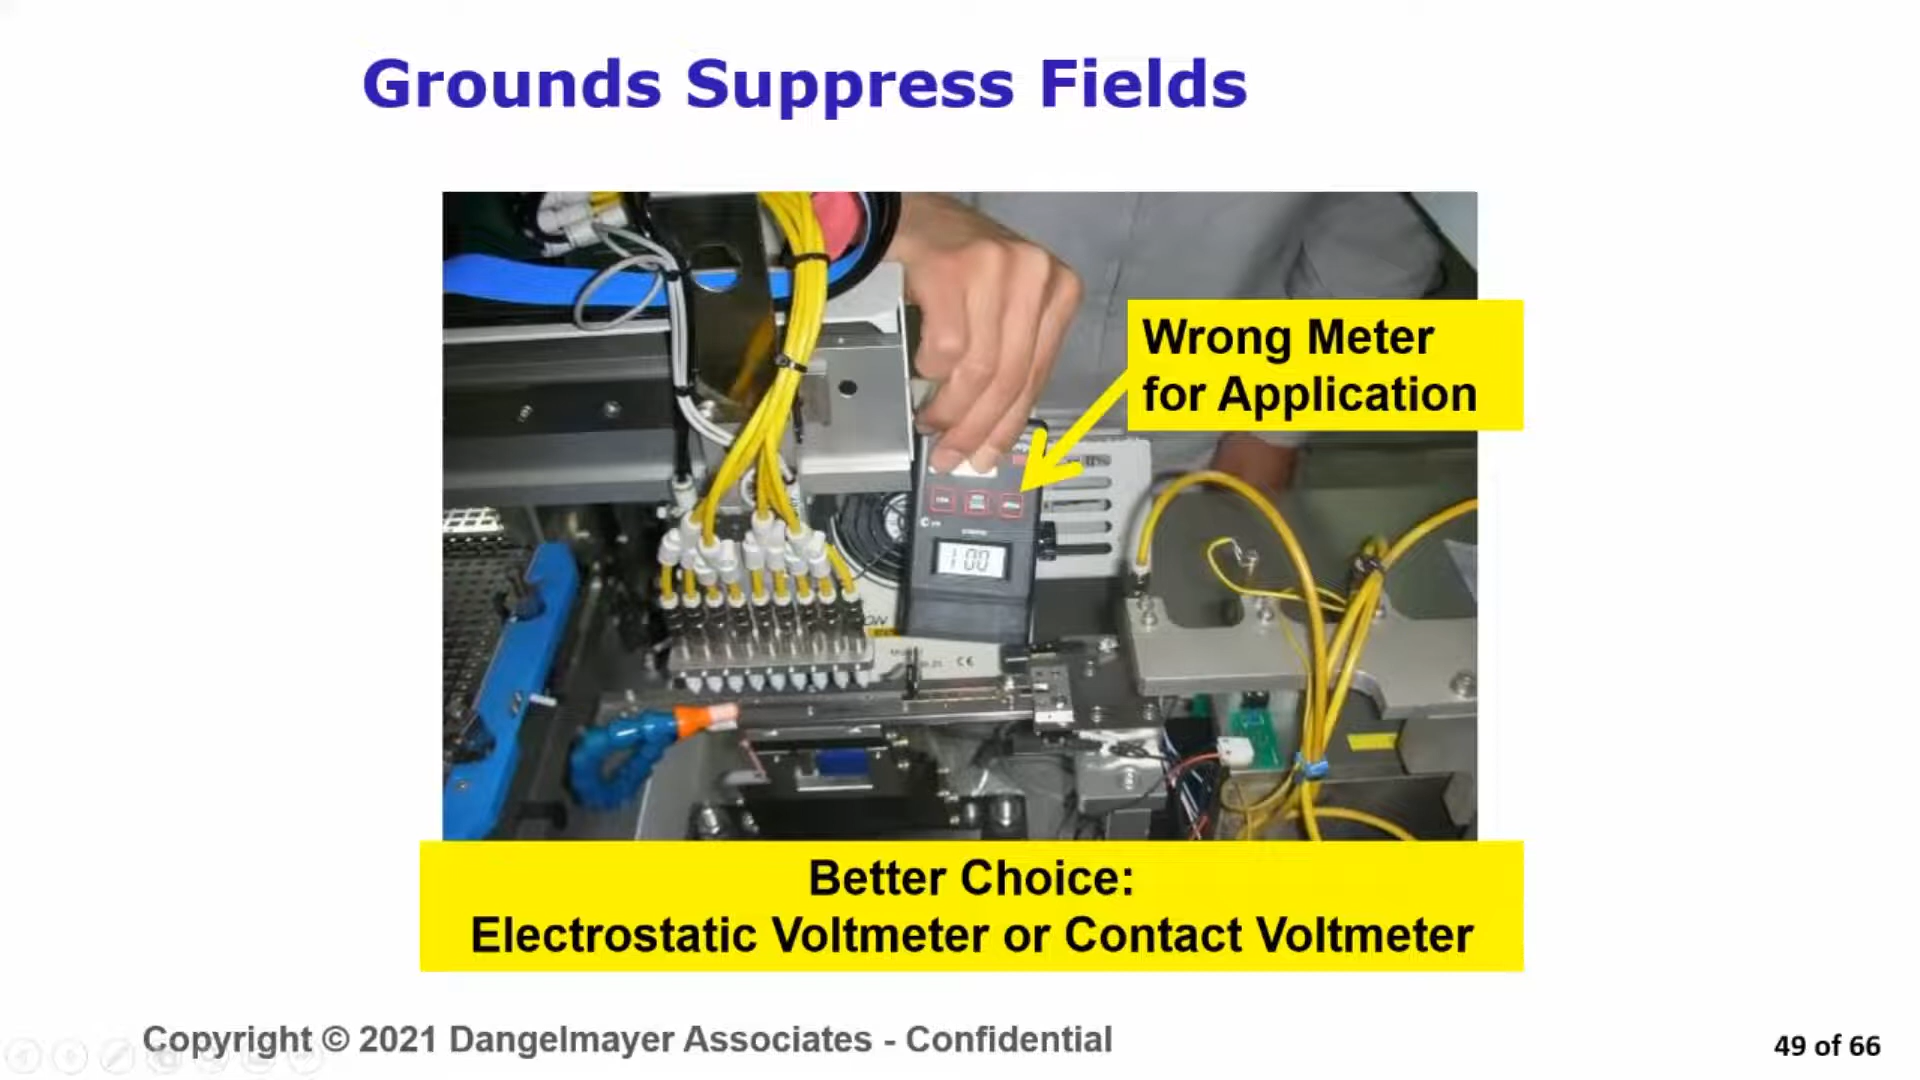 Grounds Suppress Fields
Wrong Meter
for Application
1.00
CE
Better Choice:
Electrostatic Voltmeter or Contact Voltmeter
Copyright © 2021 Dangelmayer Associates - Confidential
49 of 66